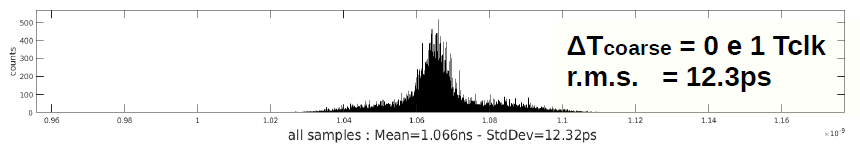 500
400
300
200
100
0
counts
ΔTcoarse = 0 e 1 Tclk
r.m.s. = 12.3ps
0.96 0.98 1 1.02 1.04 1.06 1.08 1.1 1.12 1.14 1.16
×10⁻⁹
all samples : Mean=1.066ns - StdDev=12.32ps